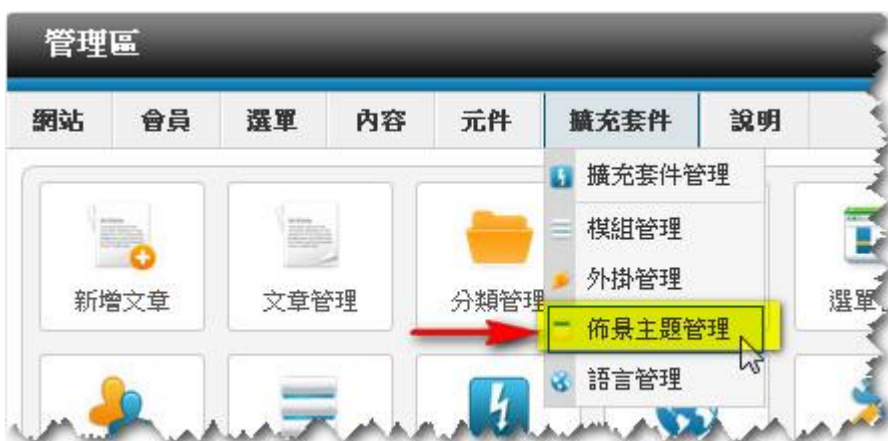 管理區
網站 會員 選單 內容 元件 擴充套件 說明
擴充套件管理
模組管理
外掛管理
佈景主題管理
語言管理
新增文章 文章管理 分類管理 選單